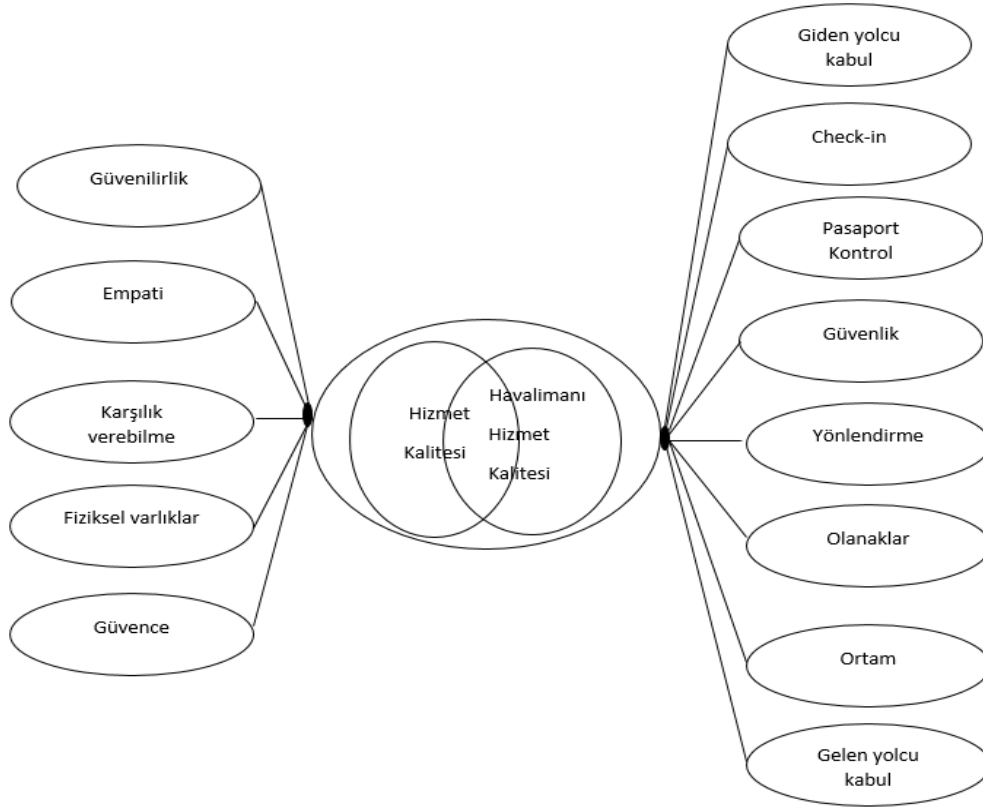 Güvenilirlik
Empati
Karşılık
verebilme
Fiziksel varlıklar
Güvence
Hizmet
Kalitesi
Havalimanı
Hizmet
Kalitesi
Giden yolcu
kabul
Check-in
Pasaport
Kontrol
Güvenlik
Yönlendirme
Olanaklar
Ortam
Gelen yolcu
kabul